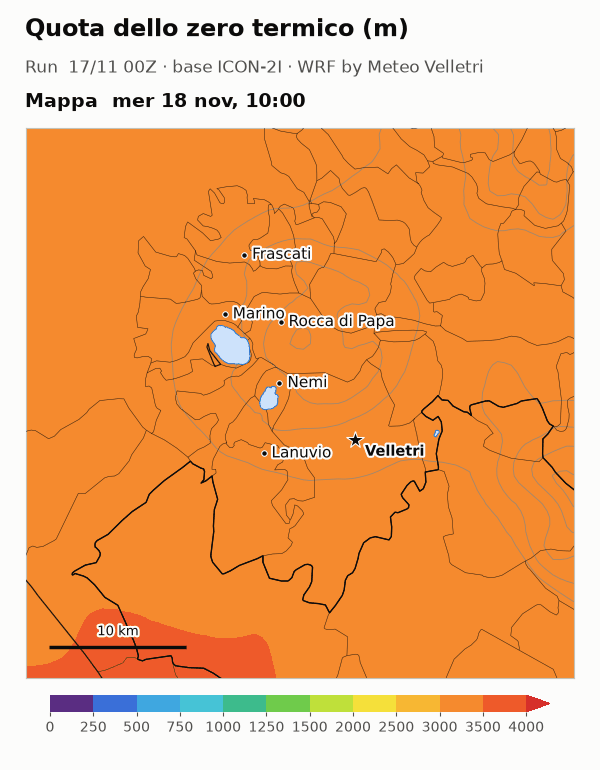 Quota dello zero termico (m)
Run 17/11 00Z · base ICON-2I · WRF by Meteo Velletri
Mappa mer 18 nov, 10:00
Frascati
Marino
Rocca di Papa
Nemi
Velletri
Lanuvio
10 km
0 250 500 750 1000 1250 1500 2000 2500 3000 3500 4000